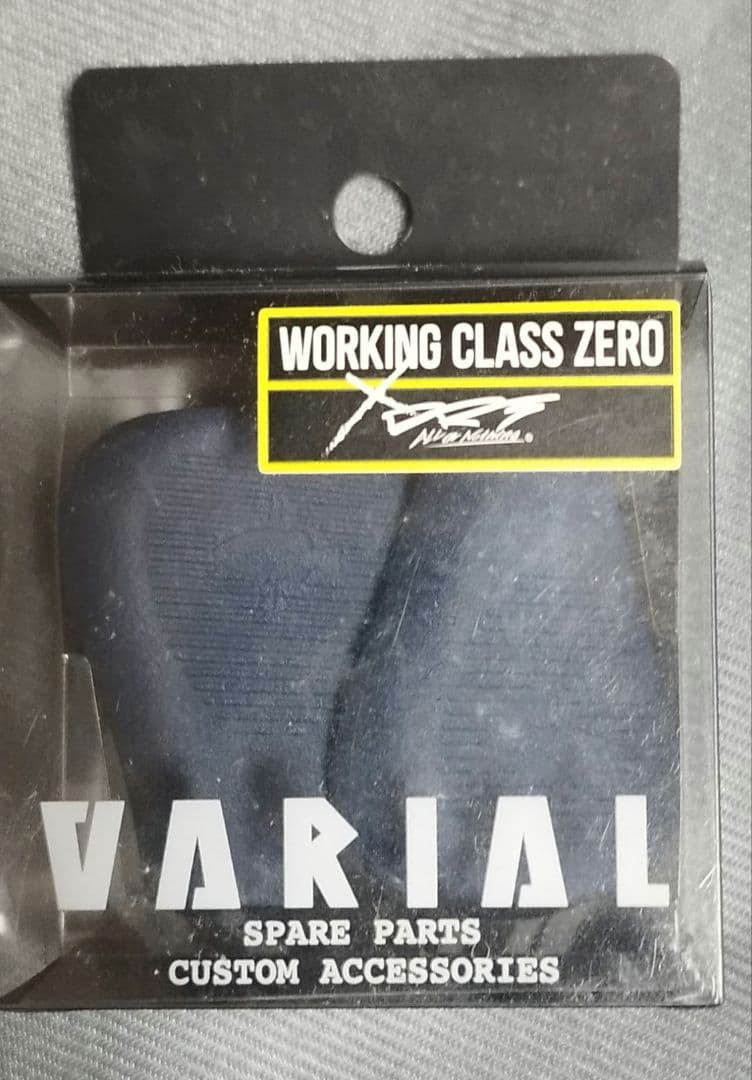 WORKING CLASS ZERO
VARIAL
SPARE PARTS
CUSTOM ACCESSORIES